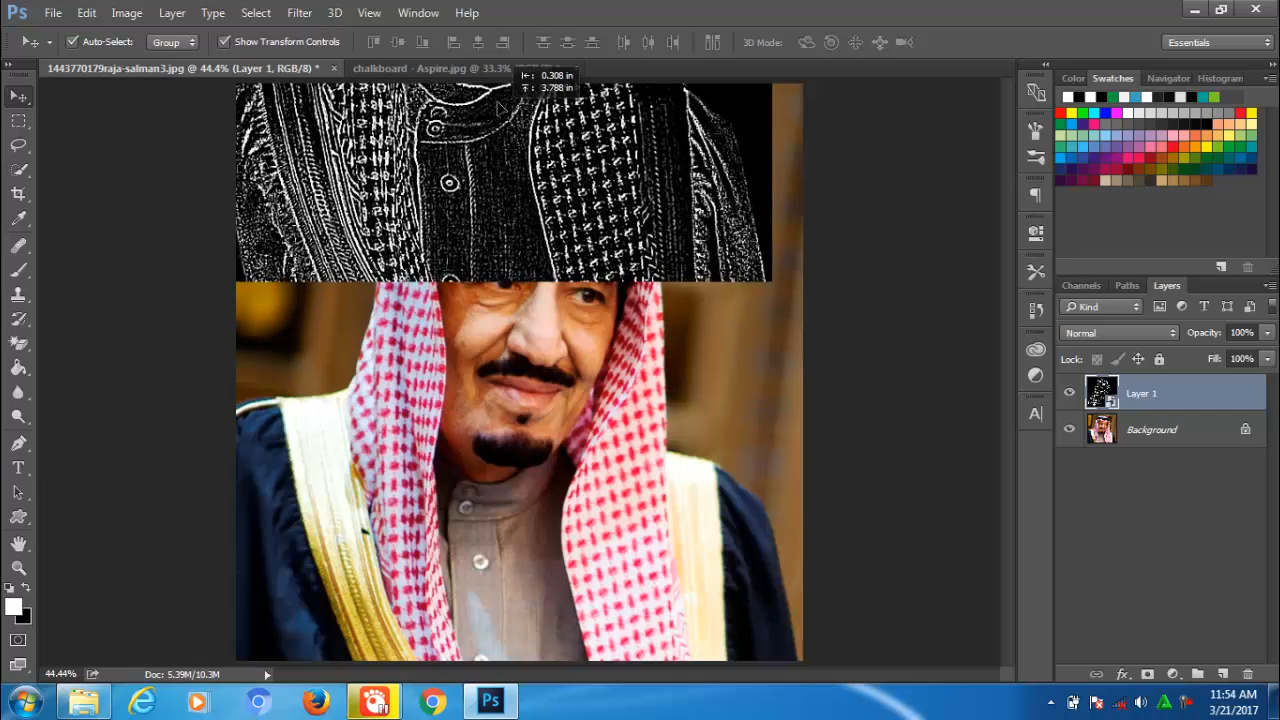 Ps File Edit Image Layer Type Select Filter 3D View Window Help
Auto-Select: Group Show Transform Controls 3D Mode: Essentials
1443770179raja-salman3.jpg @ 44.4% (Layer 1, RGB/8) * × chalkboard - Aspire.jpg @ 33.3%
0.308 in
3.788 in
Color Swatches Navigator Histogram
Channels Paths Layers
Kind
Normal Opacity: 100%
Lock: Fill: 100%
Layer 1
Background
44.44% Doc: 5.39M/10.3M
Ps
11:54 AM
3/21/2017